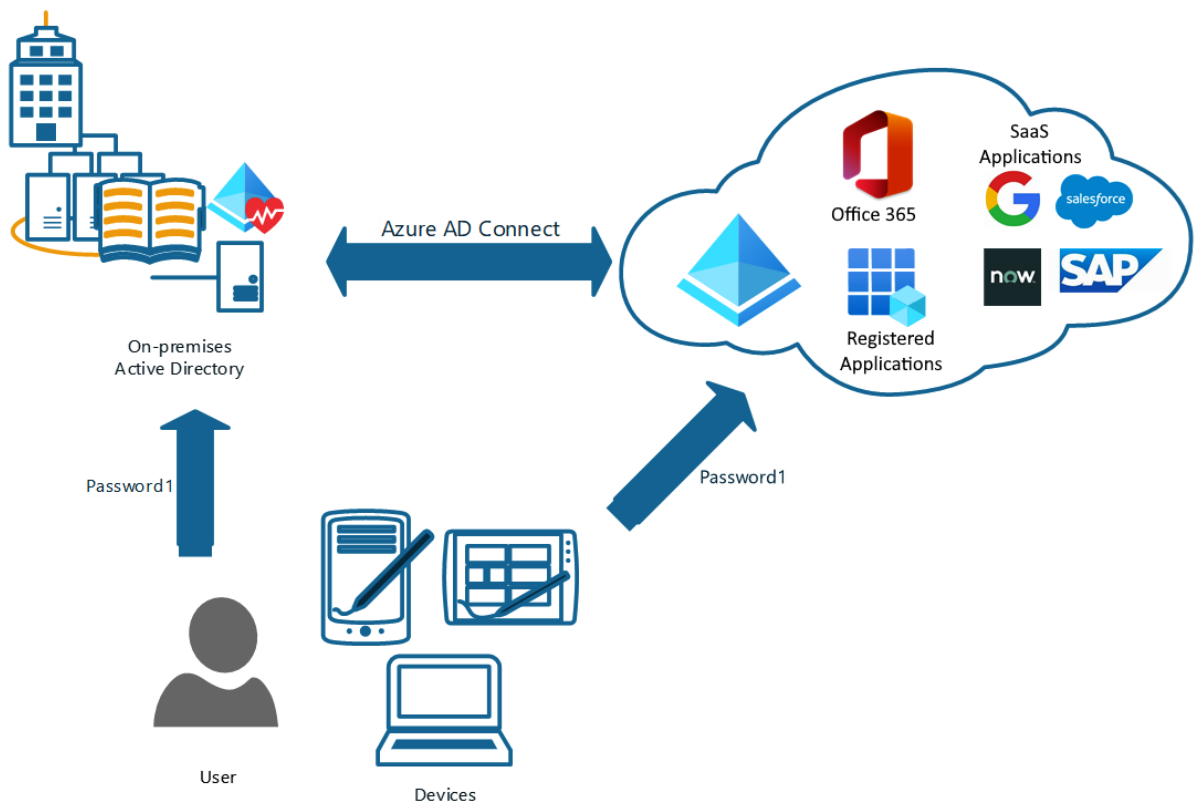 SaaS
Applications
Office 365
salesforce
Azure AD Connect
now
SAP
Registered
Applications
On-premises
Active Directory
Password1
Password1
User
Devices